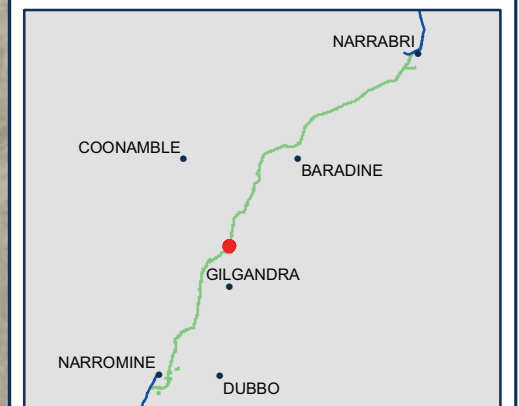 NARRABRI
COONAMBLE
BARADINE
GILGANDRA
NARROMINE
DUBBO